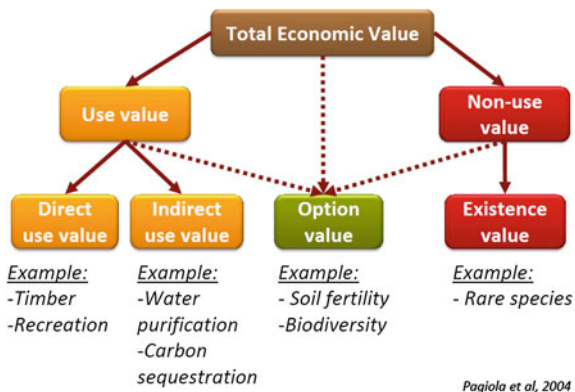 Total Economic Value
Use value
Non-use
value
Direct
use value
Indirect
use value
Option
value
Existence
value
Example:
-Timber
-Recreation
Example:
-Water
purification
-Carbon
sequestration
Example:
- Soil fertility
-Biodiversity
Example:
- Rare species
Pagiola et al, 2004